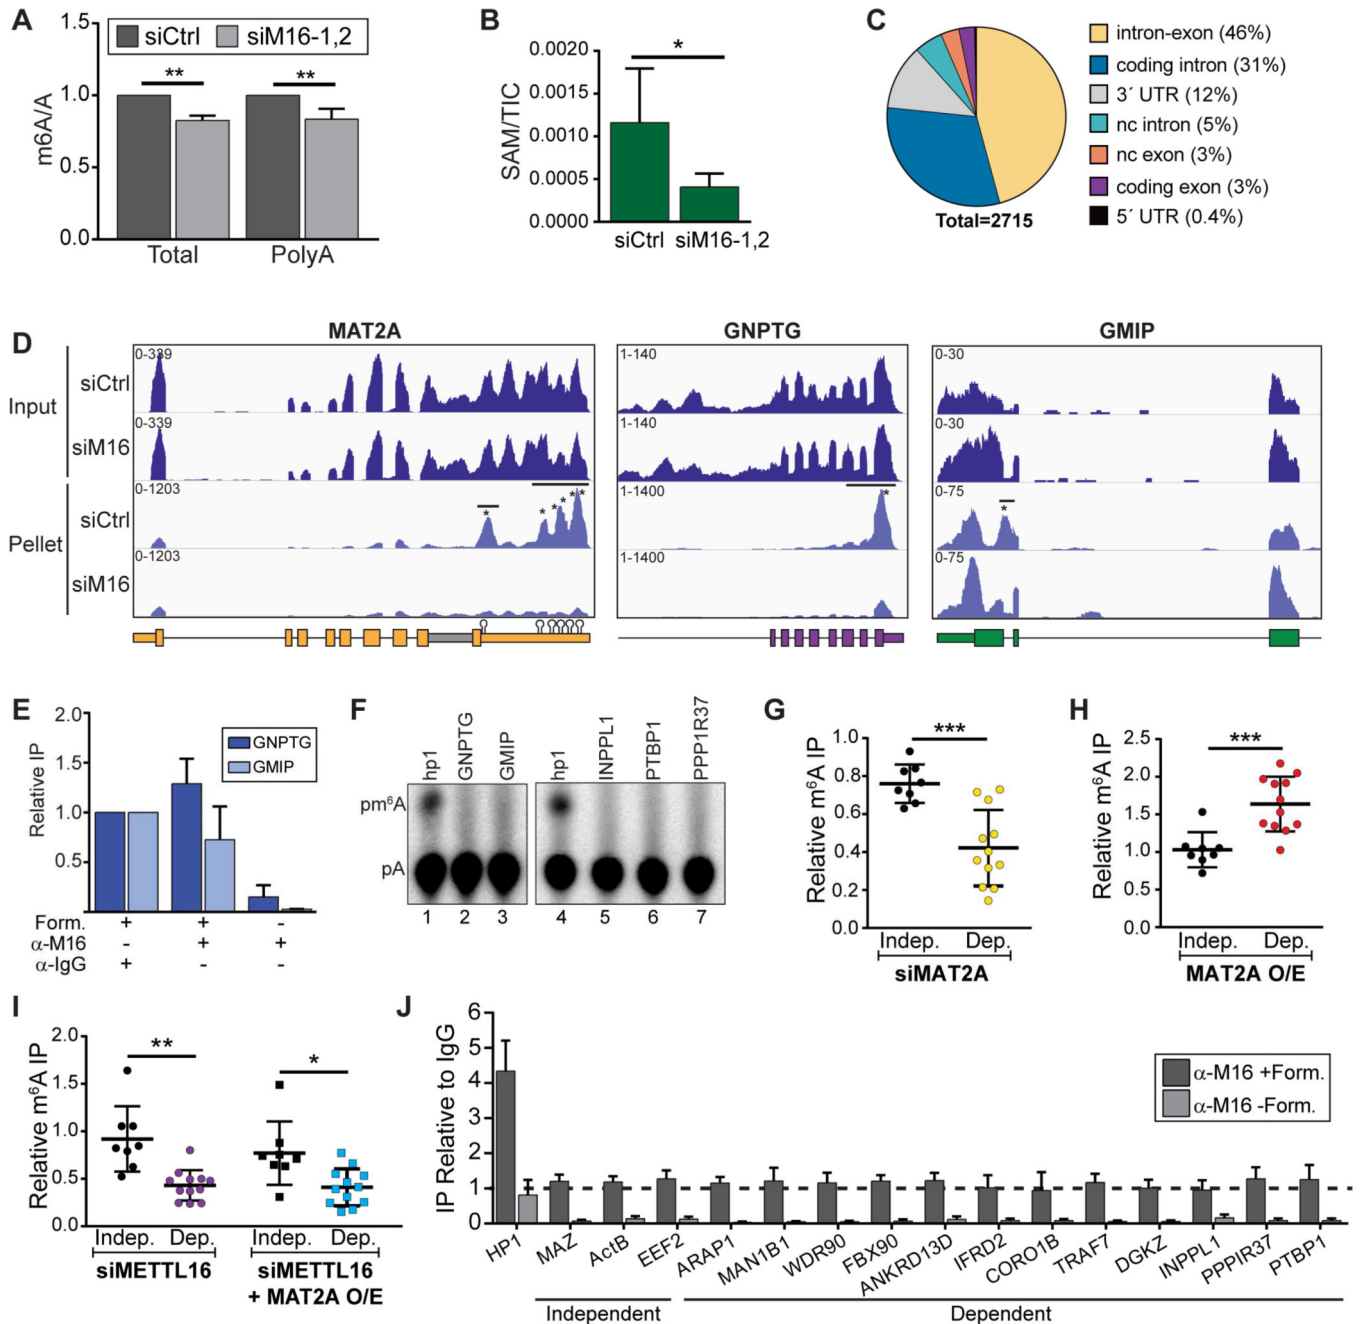 A
1.5
1.0
0.5
0.0
m6A/A
siCtrl siM16-1,2
** **
Total PolyA
B
0.0020
0.0015
0.0010
0.0005
0.0000
SAM/TIC
*
siCtrl siM16-1,2
C
Total=2715
intron-exon (46%)
coding intron (31%)
3´ UTR (12%)
nc intron (5%)
nc exon (3%)
coding exon (3%)
5´ UTR (0.4%)
D
MAT2A GNPTG GMIP
Input
siCtrl
0-339 1-140 0-30
siM16
0-339 1-140 0-30
Pellet
siCtrl
0-1203 1-1400 0-75
* * * * * * * *
siM16
0-1203 1-1400 0-75
E
2.0
1.5
1.0
0.5
Relative IP
GNPTG
GMIP
Form. + + -
α-M16 - + +
α-IgG + - -
F
hp1 GNPTG GMIP hp1 INPPL1 PTBP1 PPP1R37
pm⁶A
pA
1 2 3 4 5 6 7
G
Relative m⁶A IP
1.0
0.8
0.6
0.4
0.2
0.0
***
Indep. Dep.
siMAT2A
H
Relative m⁶A IP
2.5
2.0
1.5
1.0
0.5
0.0
***
Indep. Dep.
MAT2A O/E
I
Relative m⁶A IP
2.0
1.5
1.0
0.5
0.0
** *
Indep. Dep. Indep. Dep.
siMETTL16 siMETTL16
+ MAT2A O/E
J
IP Relative to IgG
6
5
4
2
1
0
α-M16 +Form.
α-M16 -Form.
HP1 MAZ ActB EEF2 ARAP1 MAN1B1 WDR90 FBX90 ANKRD13D IFRD2 CORO1B TRAF7 DGKZ INPPL1 PPPIR37 PTBP1
Independent Dependent